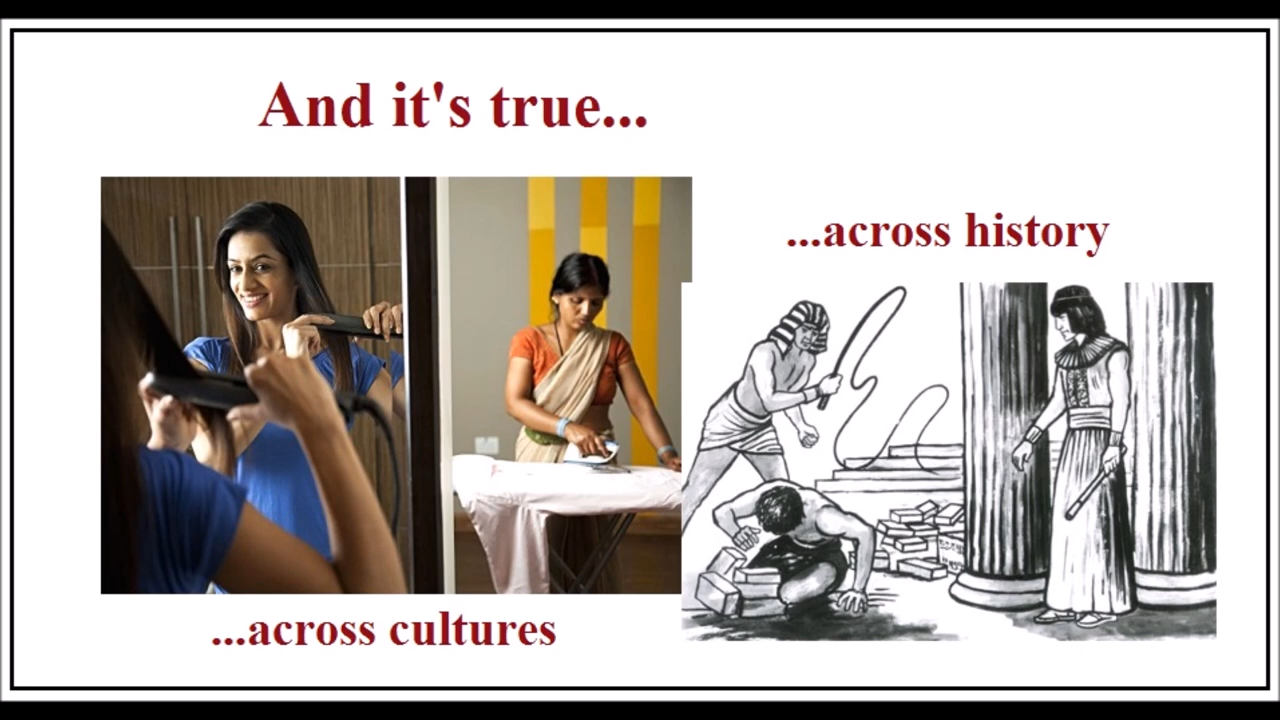 And it's true...
...across history
...across cultures